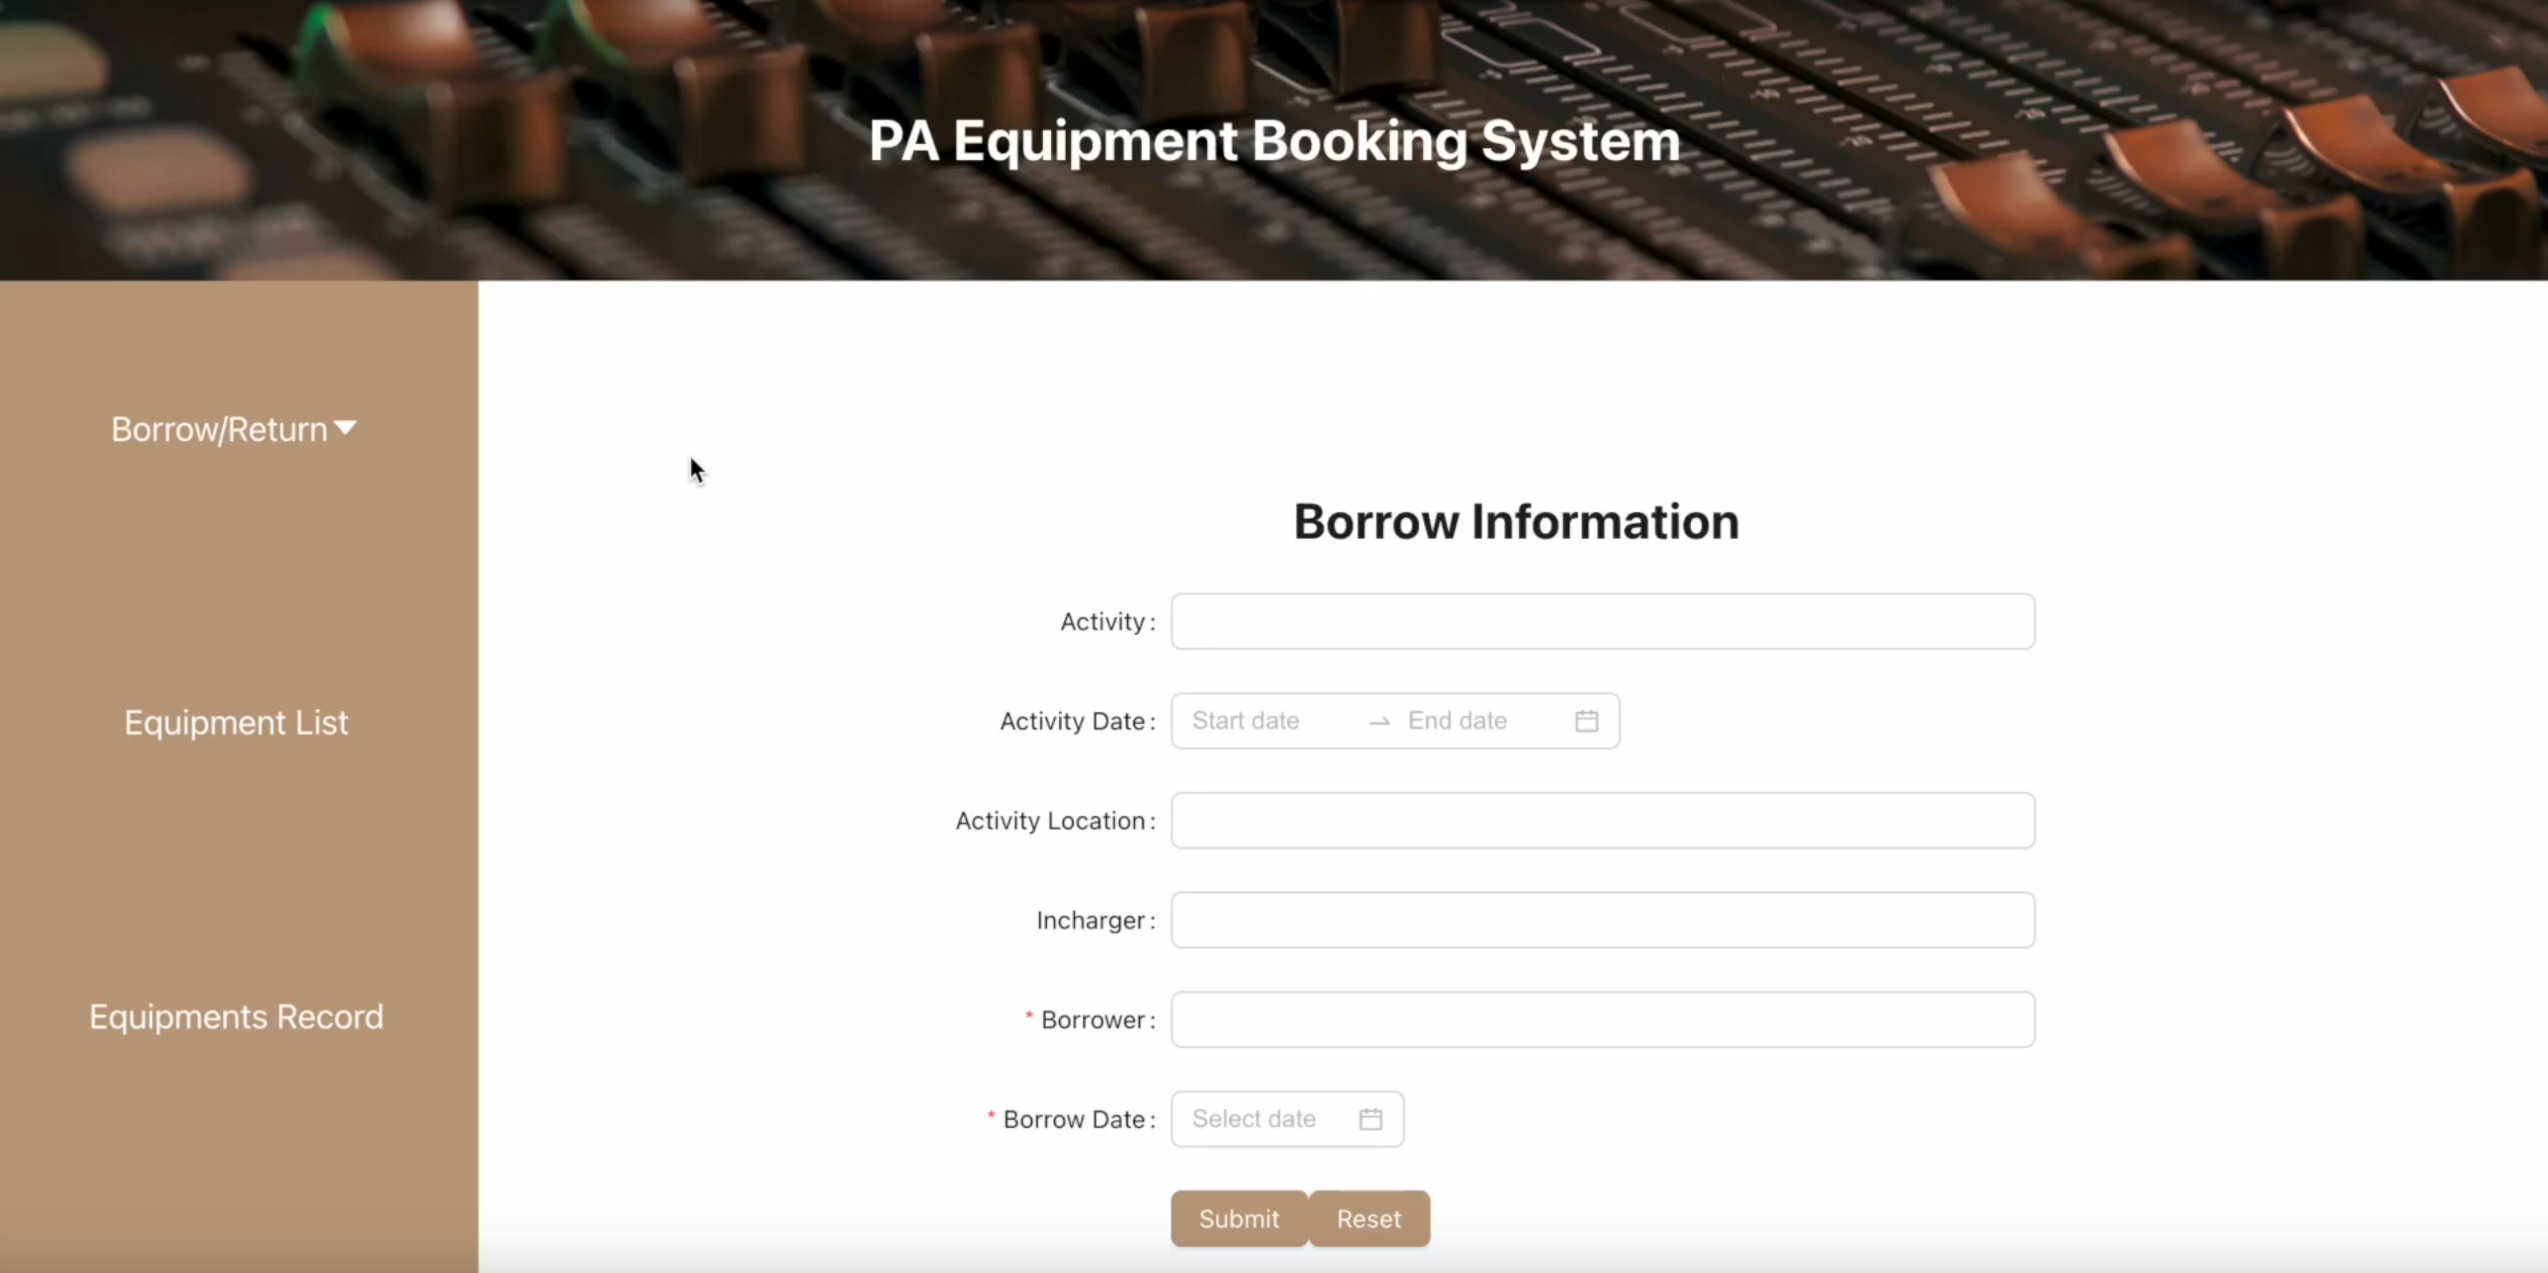 PA Equipment Booking System
Borrow/Return
Equipment List
Equipments Record
Borrow Information
Activity:
Activity Date: Start date → End date
Activity Location:
Incharger:
* Borrower:
* Borrow Date: Select date
Submit Reset